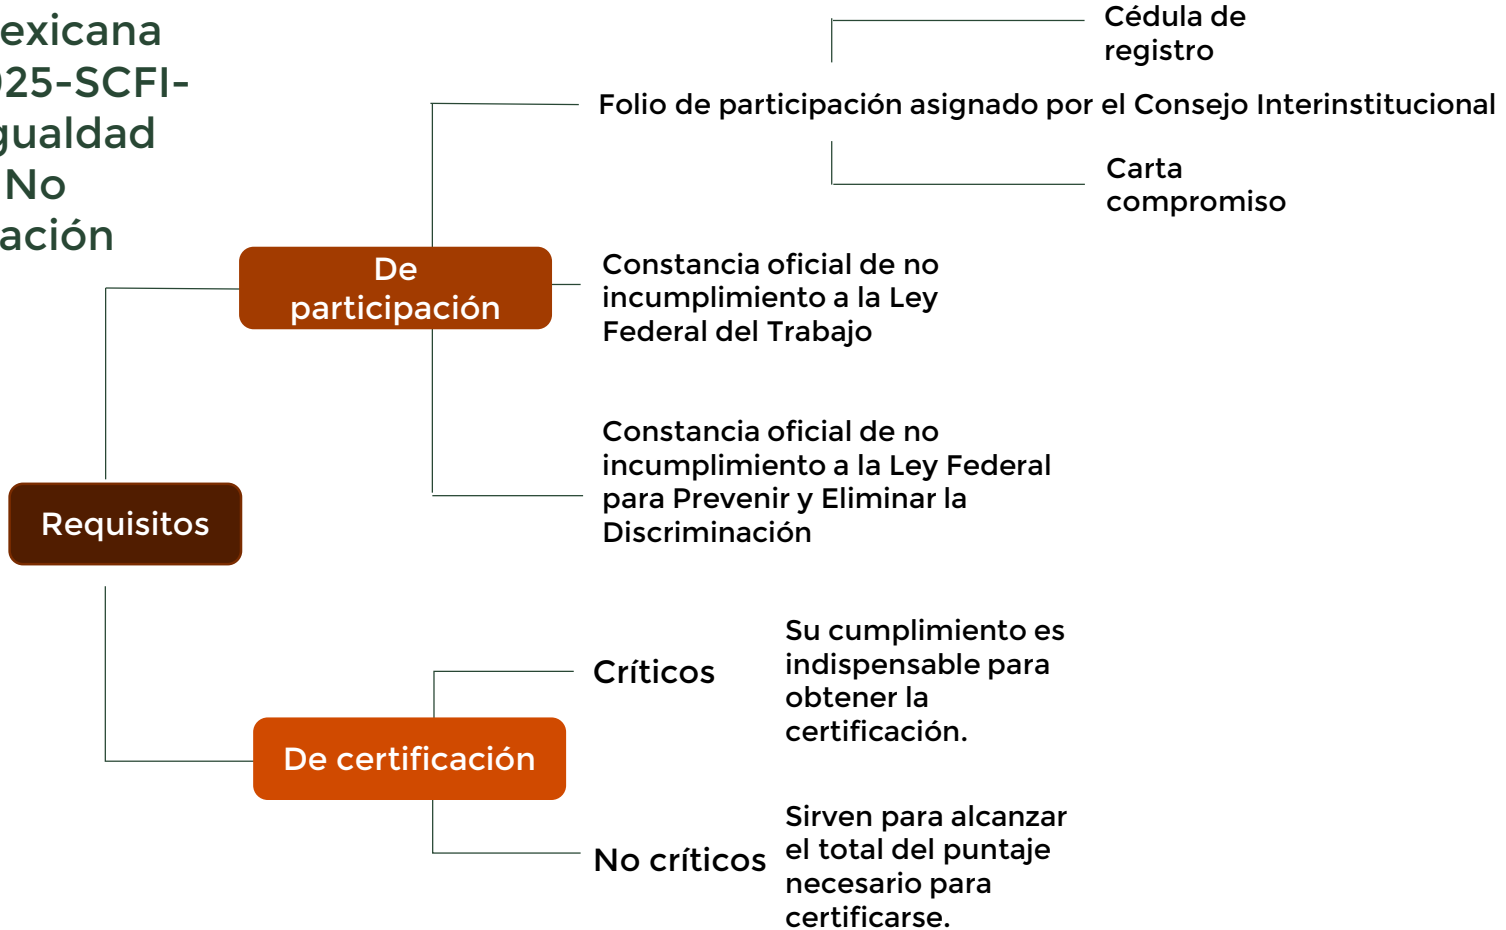 exicana
025-SCFI-
gualdad
No
ación
Cédula de
registro
Folio de participación asignado por el Consejo Interinstitucional
Carta
compromiso
De
participación
Constancia oficial de no
incumplimiento a la Ley
Federal del Trabajo
Constancia oficial de no
incumplimiento a la Ley Federal
para Prevenir y Eliminar la
Discriminación
Requisitos
Críticos
Su cumplimiento es
indispensable para
obtener la
certificación.
De certificación
No críticos
Sirven para alcanzar
el total del puntaje
necesario para
certificarse.